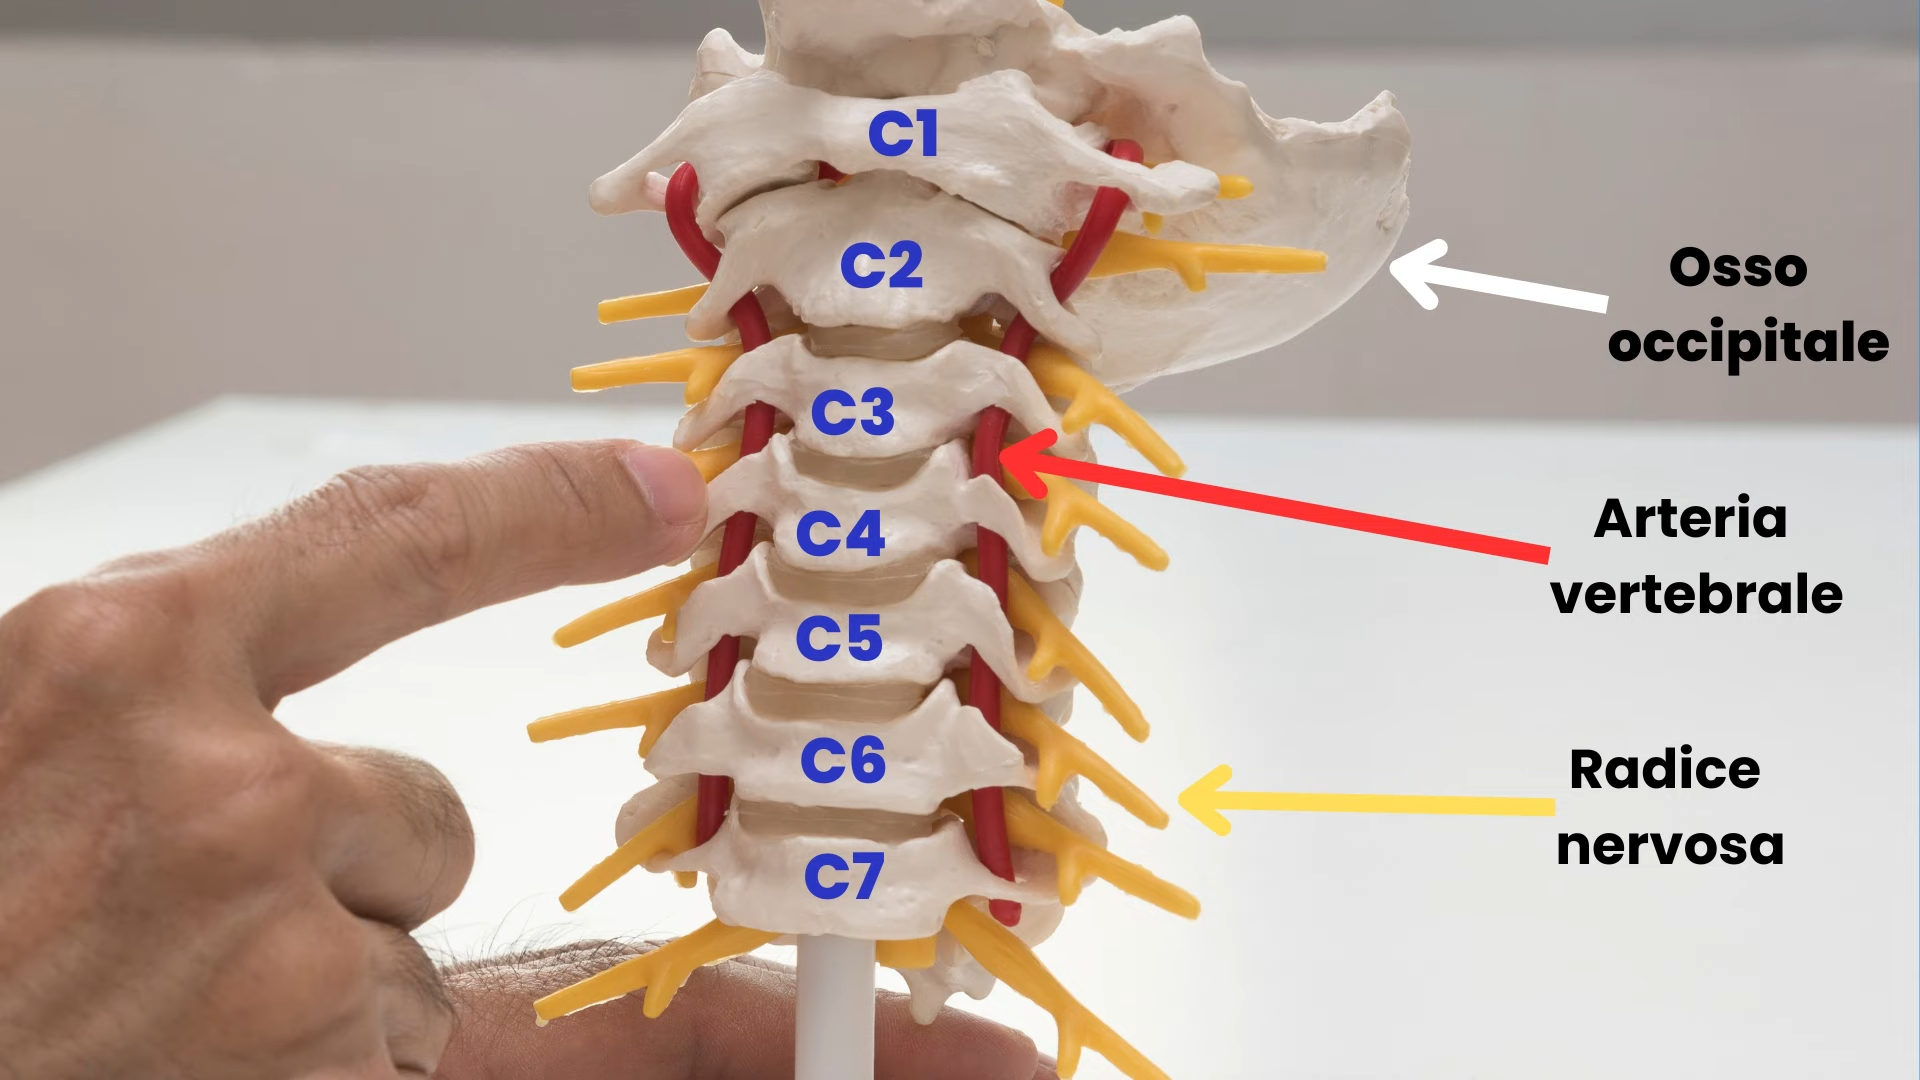 C1
C2
Osso
occipitale
C3
Arteria
vertebrale
C4
C5
C6
Radice
nervosa
C7